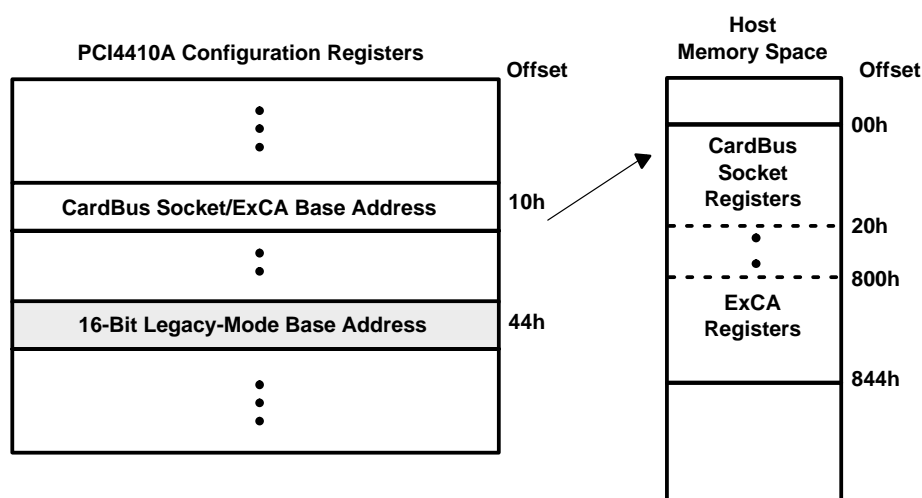 PCI4410A Configuration Registers
Offset
CardBus Socket/ExCA Base Address
10h
16-Bit Legacy-Mode Base Address
44h
Host
Memory Space
Offset
00h
CardBus
Socket
Registers
20h
800h
ExCA
Registers
844h